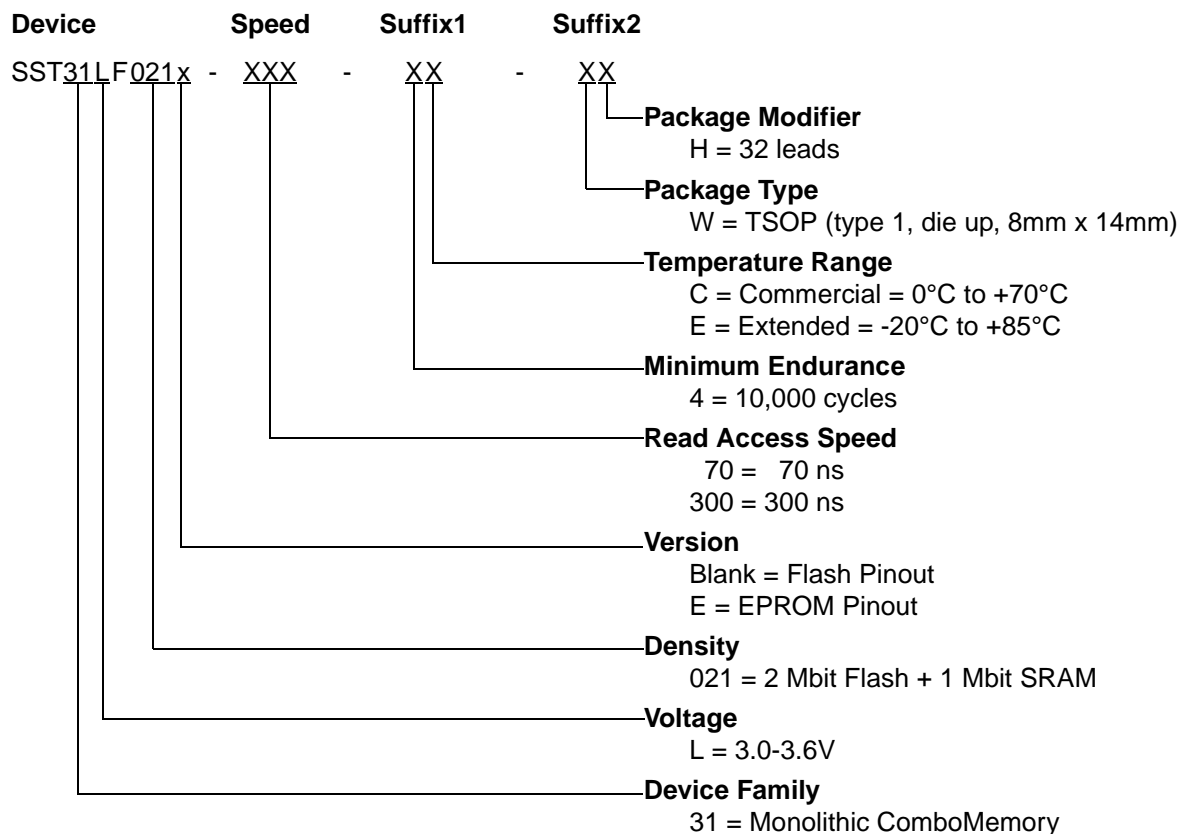 Device Speed Suffix1 Suffix2
SST31LF021x - XXX - XX - XX
Package Modifier
H = 32 leads
Package Type
W = TSOP (type 1, die up, 8mm x 14mm)
Temperature Range
C = Commercial = 0°C to +70°C
E = Extended = -20°C to +85°C
Minimum Endurance
4 = 10,000 cycles
Read Access Speed
70 = 70 ns
300 = 300 ns
Version
Blank = Flash Pinout
E = EPROM Pinout
Density
021 = 2 Mbit Flash + 1 Mbit SRAM
Voltage
L = 3.0-3.6V
Device Family
31 = Monolithic ComboMemory